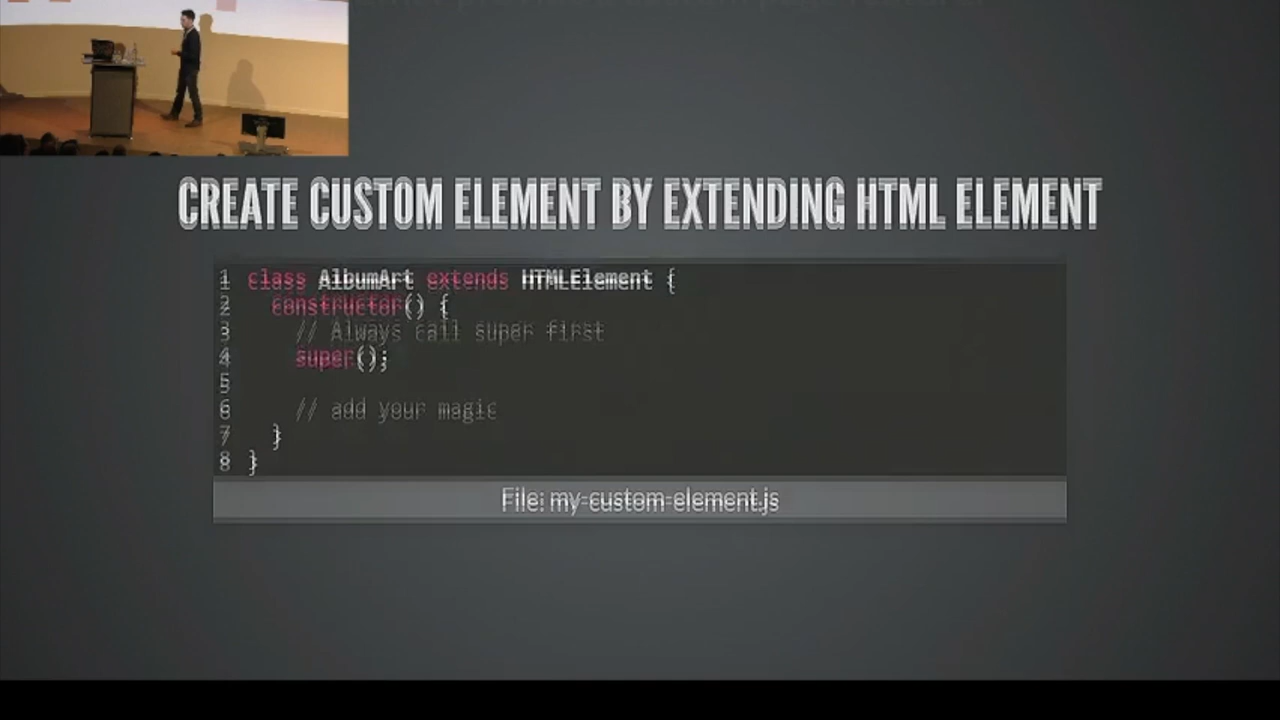 CREATE CUSTOM ELEMENT BY EXTENDING HTML ELEMENT
1 class AlbumArt extends HTMLElement {
2 constructor() {
3 // Always call super first
4 super();
5
6 // add your magic
7 }
8 }
File: my-custom-element.js